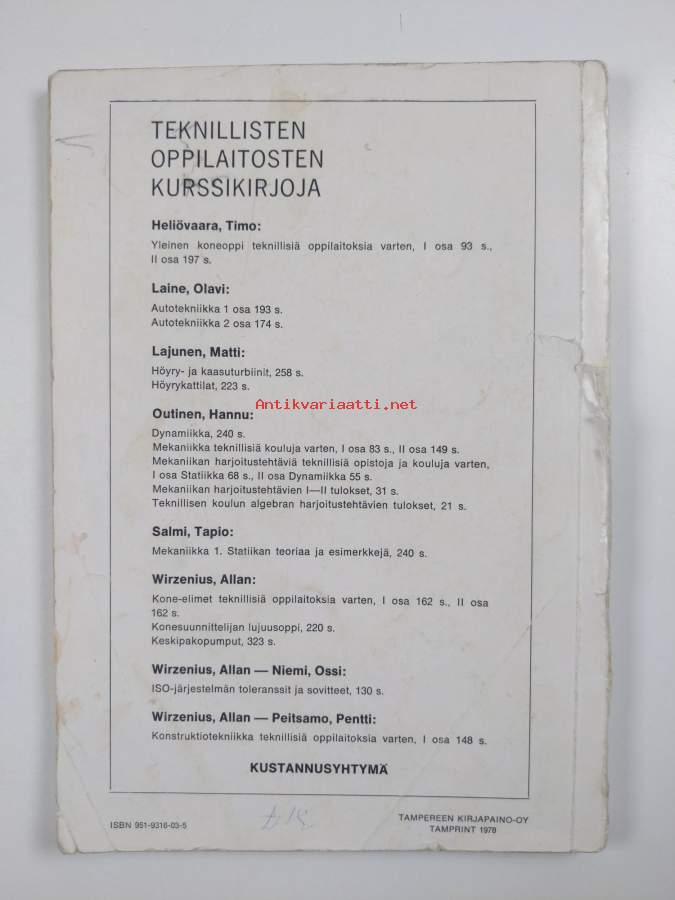 TEKNILLISTEN
OPPILAITOSTEN
KURSSIKIRJOJA
Heliövaara, Timo:
Yleinen koneoppi teknillisiä oppilaitoksia varten, I osa 93 s.,
II osa 197 s.
Laine, Olavi:
Autotekniikka 1 osa 193 s.
Autotekniikka 2 osa 174 s.
Lajunen, Matti:
Höyry- ja kaasuturbiinit, 258 s.
Höyrykattilat, 223 s.
Antikvariaatti.net
Outinen, Hannu:
Dynamiikka, 240 s.
Mekaniikka teknillisiä kouluja varten, I osa 83 s., II osa 149 s.
Mekaniikan harjoitustehtäviä teknillisiä opistoja ja kouluja varten,
I osa Statiikka 68 s., II osa Dynamiikka 55 s.
Mekaniikan harjoitustehtävien I—II tulokset, 31 s.
Teknillisen koulun algebran harjoitustehtävien tulokset, 21 s.
Salmi, Tapio:
Mekaniikka 1. Statiikan teoriaa ja esimerkkejä, 240 s.
Wirzenius, Allan:
Kone-elimet teknillisiä oppilaitoksia varten, I osa 162 s., II osa
162 s.
Konesuunnittelijan lujuusoppi, 220 s.
Keskipakopumput, 323 s.
Wirzenius, Allan — Niemi, Ossi:
ISO-järjestelmän toleranssit ja sovitteet, 130 s.
Wirzenius, Allan — Peitsamo, Pentti:
Konstruktiotekniikka teknillisiä oppilaitoksia varten, I osa 148 s.
KUSTANNUSYHTYMÄ
ISBN 951-9316-03-5
TAMPEREEN KIRJAPAINO-OY
TAMPRINT 1978